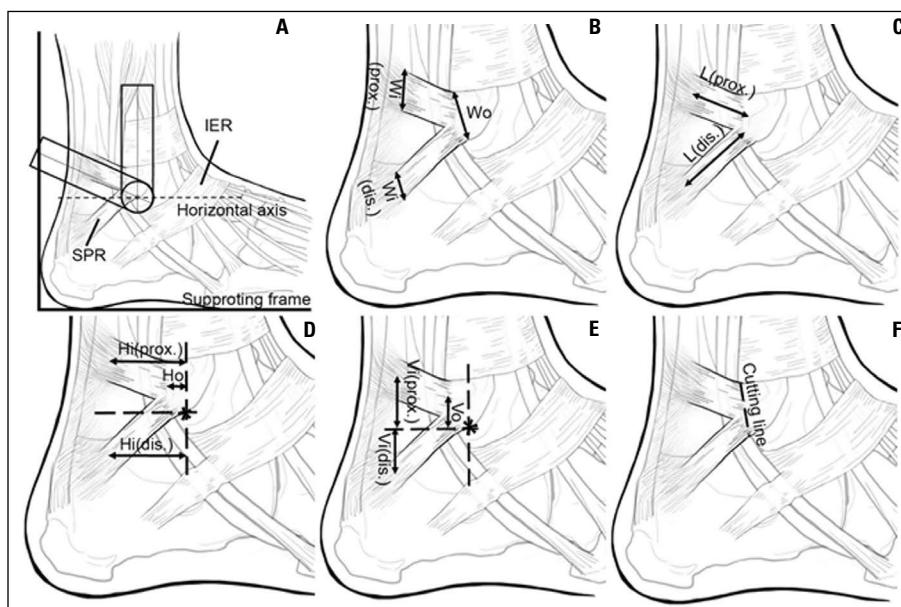 A
IER
Horizontal axis
SPR
Supproting frame
B
(prox.)
Wi
Wo
Wi
(dis.)
C
L(prox.)
L(dis.)
D
Hi(prox.)
Ho
Hi(dis.)
E
Vi(prox.)
Vo
Vi(dis.)
F
Cutting line